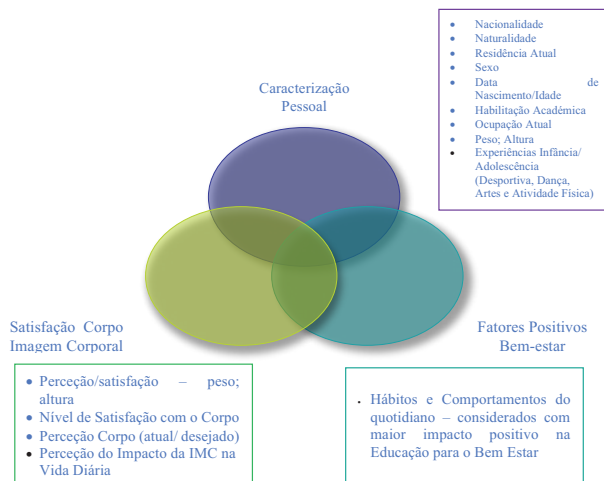 Caracterização
Pessoal
• Nacionalidade
• Naturalidade
• Residência Atual
• Sexo
• Data de
Nascimento/Idade
• Habilitação Académica
• Ocupação Atual
• Peso; Altura
• Experiências Infância/
Adolescência
(Desportiva, Dança,
Artes e Atividade Física)
Satisfação Corpo
Imagem Corporal
• Perceção/satisfação – peso;
altura
• Nível de Satisfação com o Corpo
• Perceção Corpo (atual/ desejado)
• Perceção do Impacto da IMC na
Vida Diária
Fatores Positivos
Bem-estar
. Hábitos e Comportamentos do
quotidiano – considerados com
maior impacto positivo na
Educação para o Bem Estar